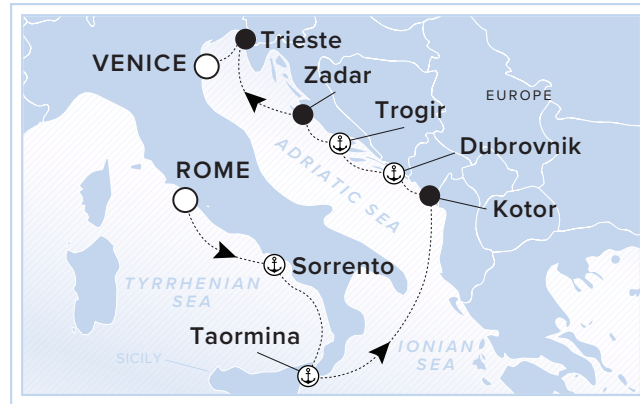 Trieste
VENICE
Zadar
EUROPE
Trogir
Dubrovnik
ADRIATIC SEA
ROME
Kotor
Sorrento
TYRRHENIAN
SEA
Taormina
IONIAN
SEA
SICILY